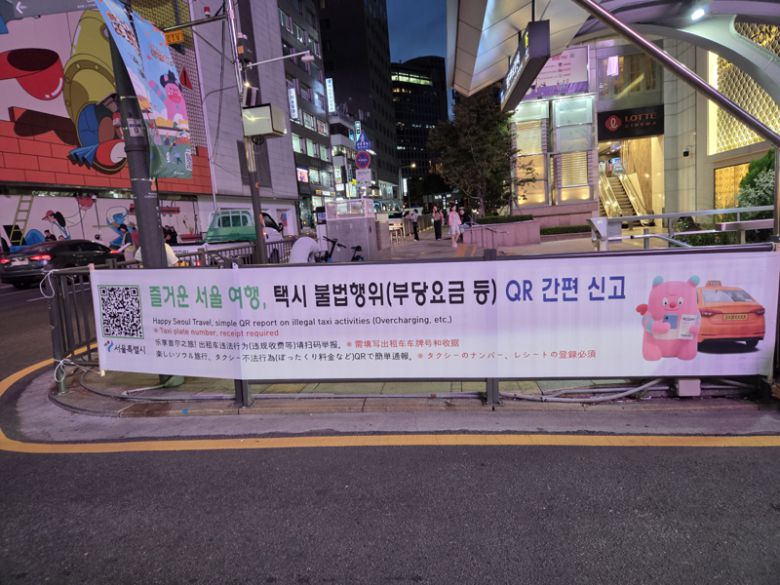 LOTTE
CINEMA
즐거운 서울 여행, 택시 불법행위(부당요금 등) QR 간편 신고
Happy Seoul Travel, simple QR report on illegal taxi activities (Overcharging, etc,)
* Taxi plate number, receipt required
乐享首尔之旅! 出租车违法行为(违规收费等)请扫码举报。 ※ 需填写出租车车牌号和收据
楽しいソウル旅行、タクシー不法行為(ぼったくり料金など)QRで簡単通報。 ※ タクシーのナンバー、レシートの登録必須
서울특별시